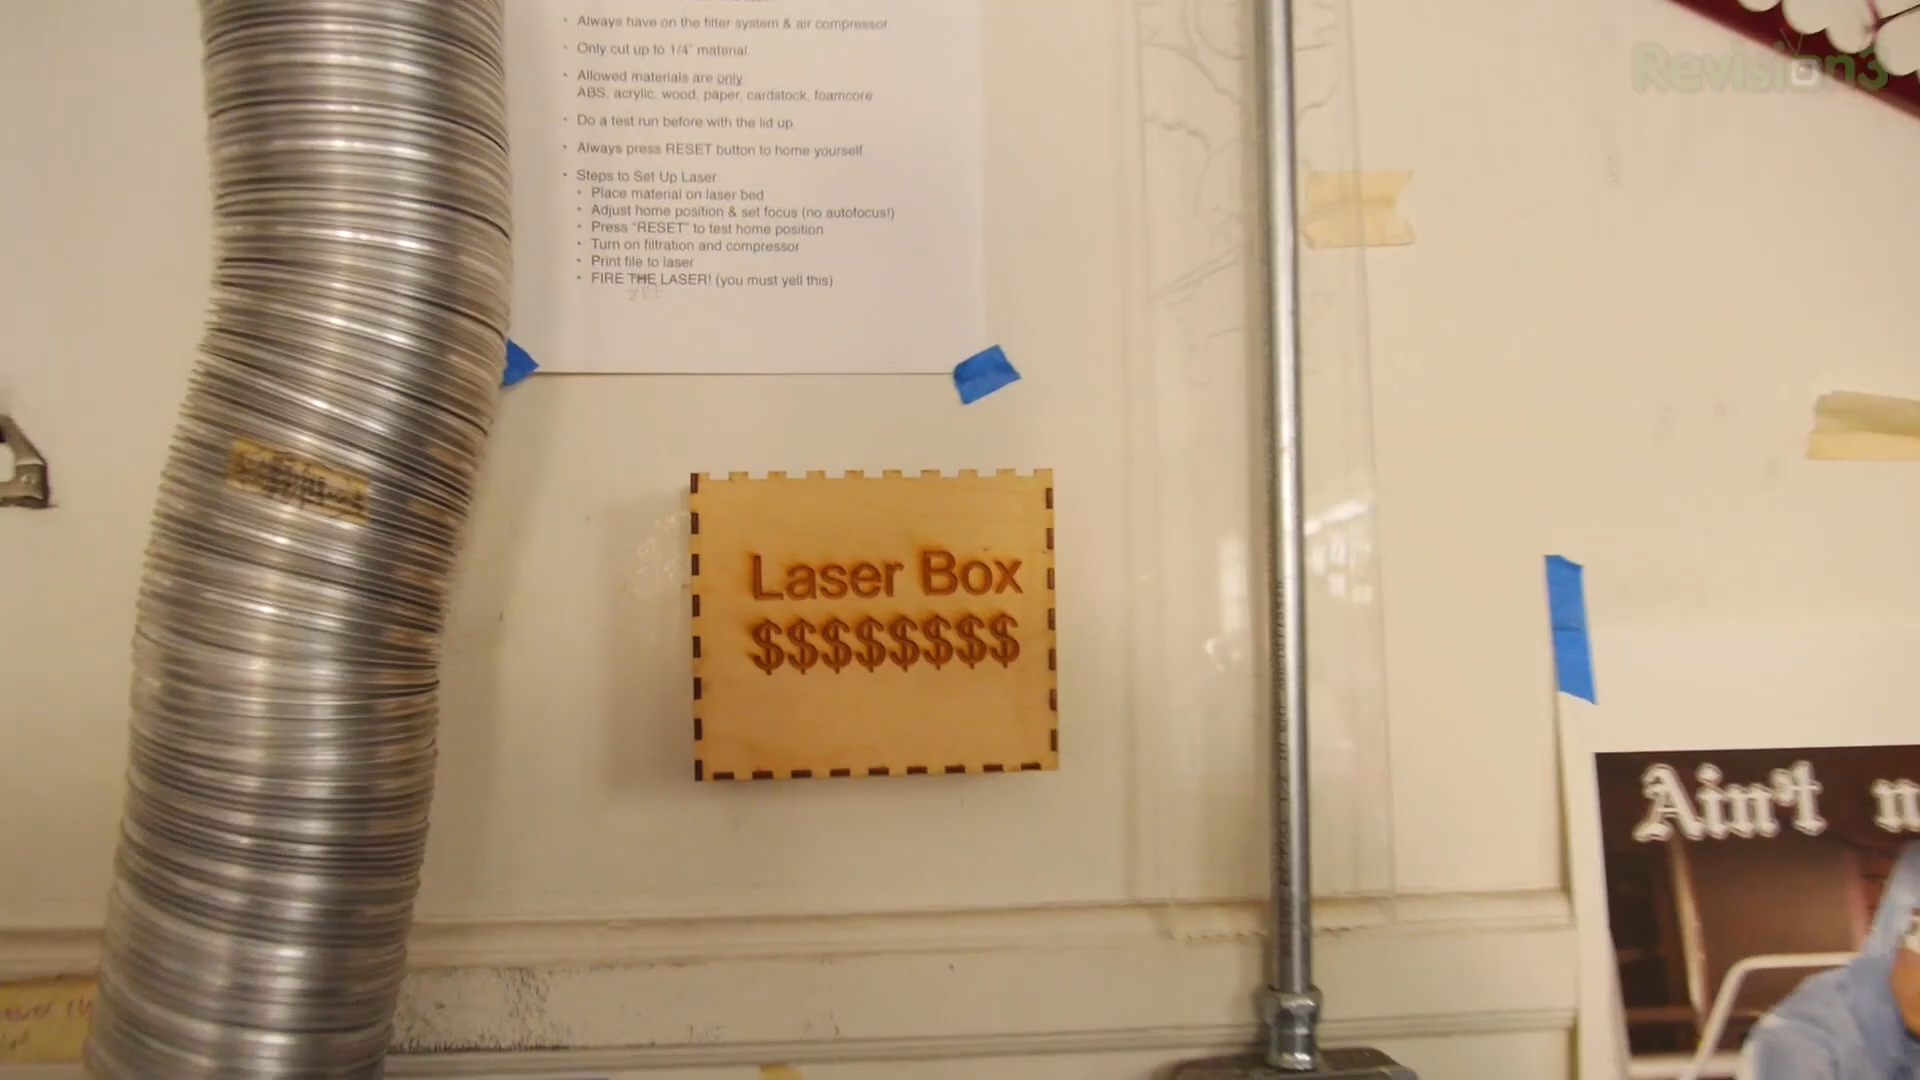 • Always have on the filter system & air compressor
• Only cut up to 1/4" material.
• Allowed materials are only
ABS, acrylic, wood, paper, cardstock, foamcore
• Do a test run before with the lid up.
• Always press RESET button to home yourself.
• Steps to Set Up Laser
• Place material on laser bed
• Adjust home position & set focus (no autofocus!)
• Press "RESET" to test home position
• Turn on filtration and compressor
• Print file to laser
• FIRE THE LASER! (you must yell this)
Laser Box
$$$$$$$$
Revision3
Ain't